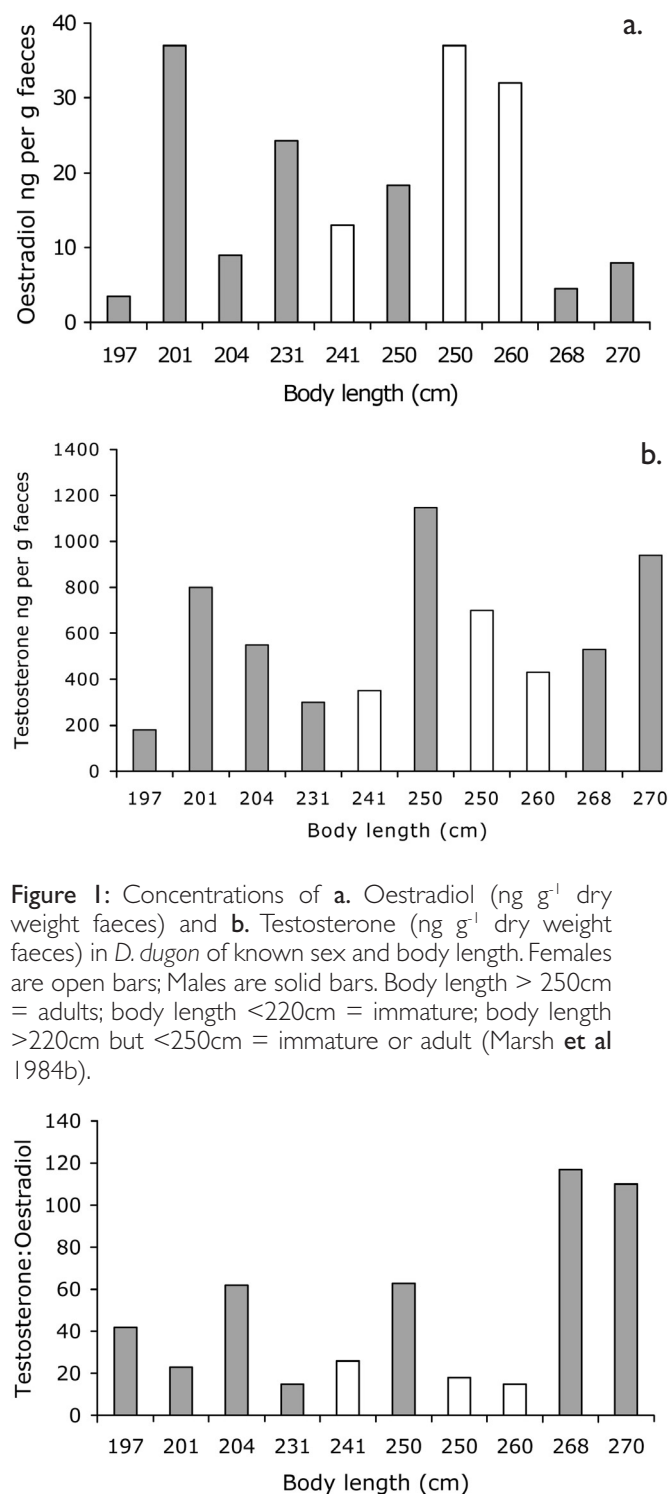 a.
40
30
20
10
0
Oestradiol ng per g faeces
197 201 204 231 241 250 250 260 268 270
Body length (cm)
b.
1400
1200
1000
800
600
400
200
0
Testosterone ng per g faeces
197 201 204 231 241 250 250 260 268 270
Body length (cm)
Figure 1: Concentrations of a. Oestradiol (ng g⁻¹ dry
weight faeces) and b. Testosterone (ng g⁻¹ dry weight
faeces) in D. dugon of known sex and body length. Females
are open bars; Males are solid bars. Body length > 250cm
= adults; body length <220cm = immature; body length
>220cm but <250cm = immature or adult (Marsh et al
1984b).
140
120
100
80
60
40
20
0
Testosterone:Oestradiol
197 201 204 231 241 250 250 260 268 270
Body length (cm)